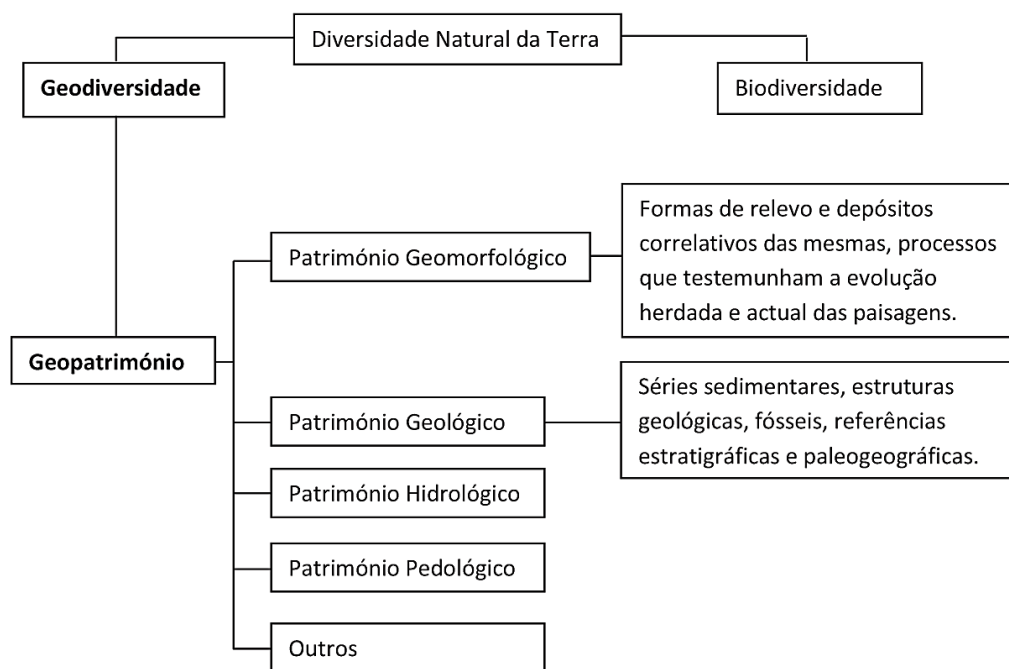 Diversidade Natural da Terra
Geodiversidade
Biodiversidade
Formas de relevo e depósitos
correlativos das mesmas, processos
que testemunham a evolução
herdada e actual das paisagens.
Património Geomorfológico
Geopatrimónio
Séries sedimentares, estruturas
geológicas, fósseis, referências
estratigráficas e paleogeográficas.
Património Geológico
Património Hidrológico
Património Pedológico
Outros